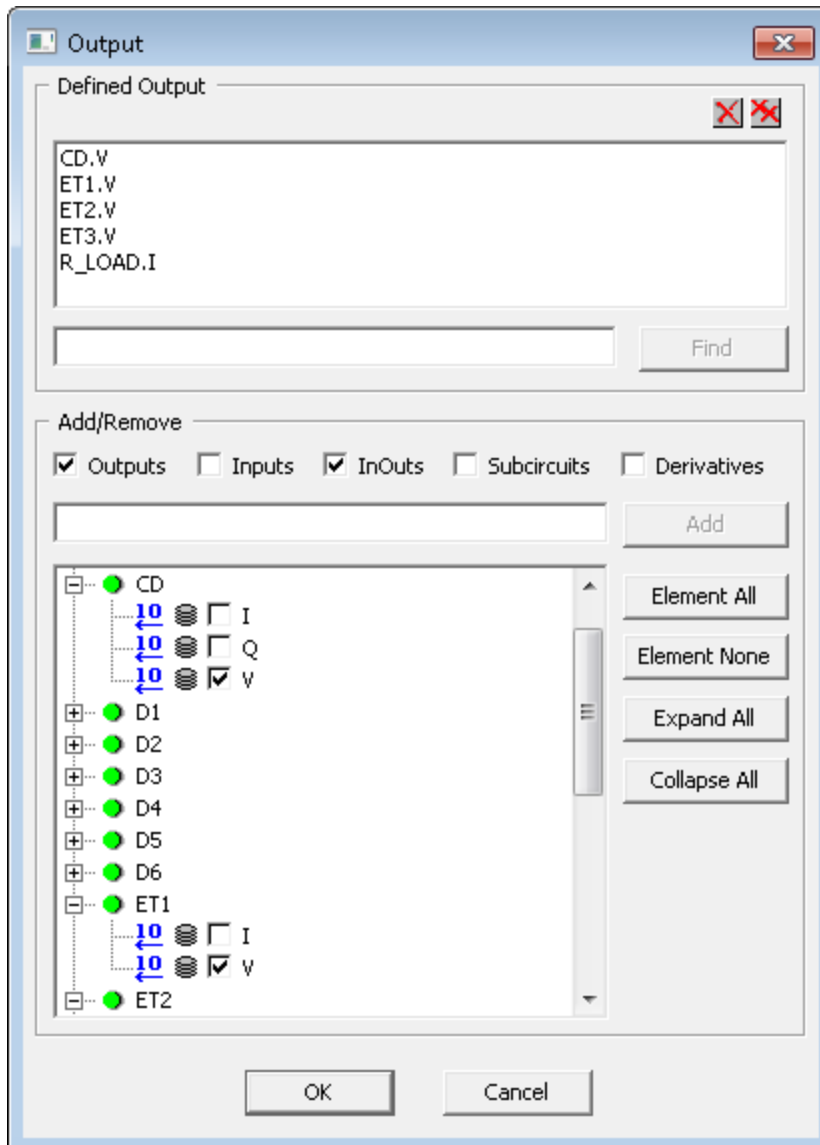 Output
Defined Output
CD.V
ET1.V
ET2.V
ET3.V
R_LOAD.I
Find
Add/Remove
Outputs Inputs InOuts Subcircuits Derivatives
Add
CD
10 I
10 Q
10 V
D1
D2
D3
D4
D5
D6
ET1
10 I
10 V
ET2
Element All
Element None
Expand All
Collapse All
OK Cancel